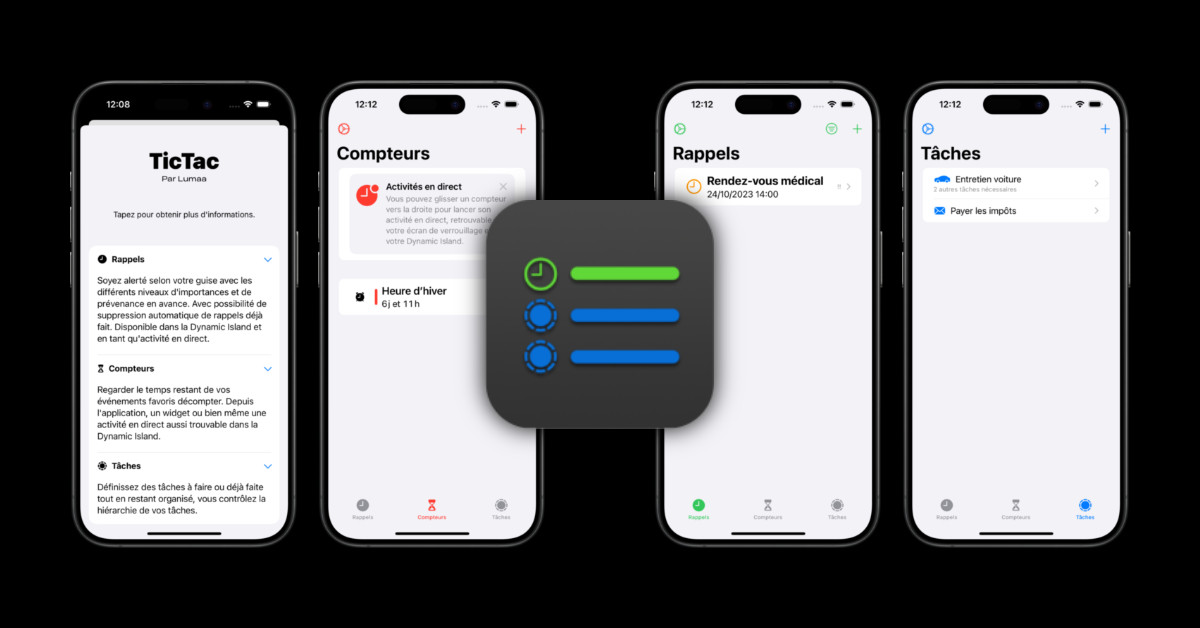 12:08
TicTac
Par Lumaa
Tapez pour obtenir plus d'informations.
Rappels
Soyez alerté selon votre guise avec les
différents niveaux d'importances et de
prévenance en avance. Avec possibilité de
suppression automatique de rappels déjà
fait. Disponible dans la Dynamic Island et
en tant qu'activité en direct.
Compteurs
Regarder le temps restant de vos
événements favoris décompter. Depuis
l'application, un widget ou bien même une
activité en direct aussi trouvable dans la
Dynamic Island.
Tâches
Définissez des tâches à faire ou déjà faite
tout en restant organisé, vous contrôlez la
hiérarchie de vos tâches.
12:12
Compteurs
Activités en direct
Vous pouvez glisser un compteur
vers la droite pour lancer son
activité en direct, retrouvable
votre écran de verrouillage
votre Dynamic Island.
Heure d'hiver
6 j et 11 h
Rappels
Compteurs
Tâches
12:12
Rappels
Rendez-vous médical
!!
24/10/2023 14:00
Rappels
Compteurs
Tâches
12:12
Tâches
Entretien voiture
2 autres tâches nécessaires
Payer les impôts
Rappels
Compteurs
Tâches